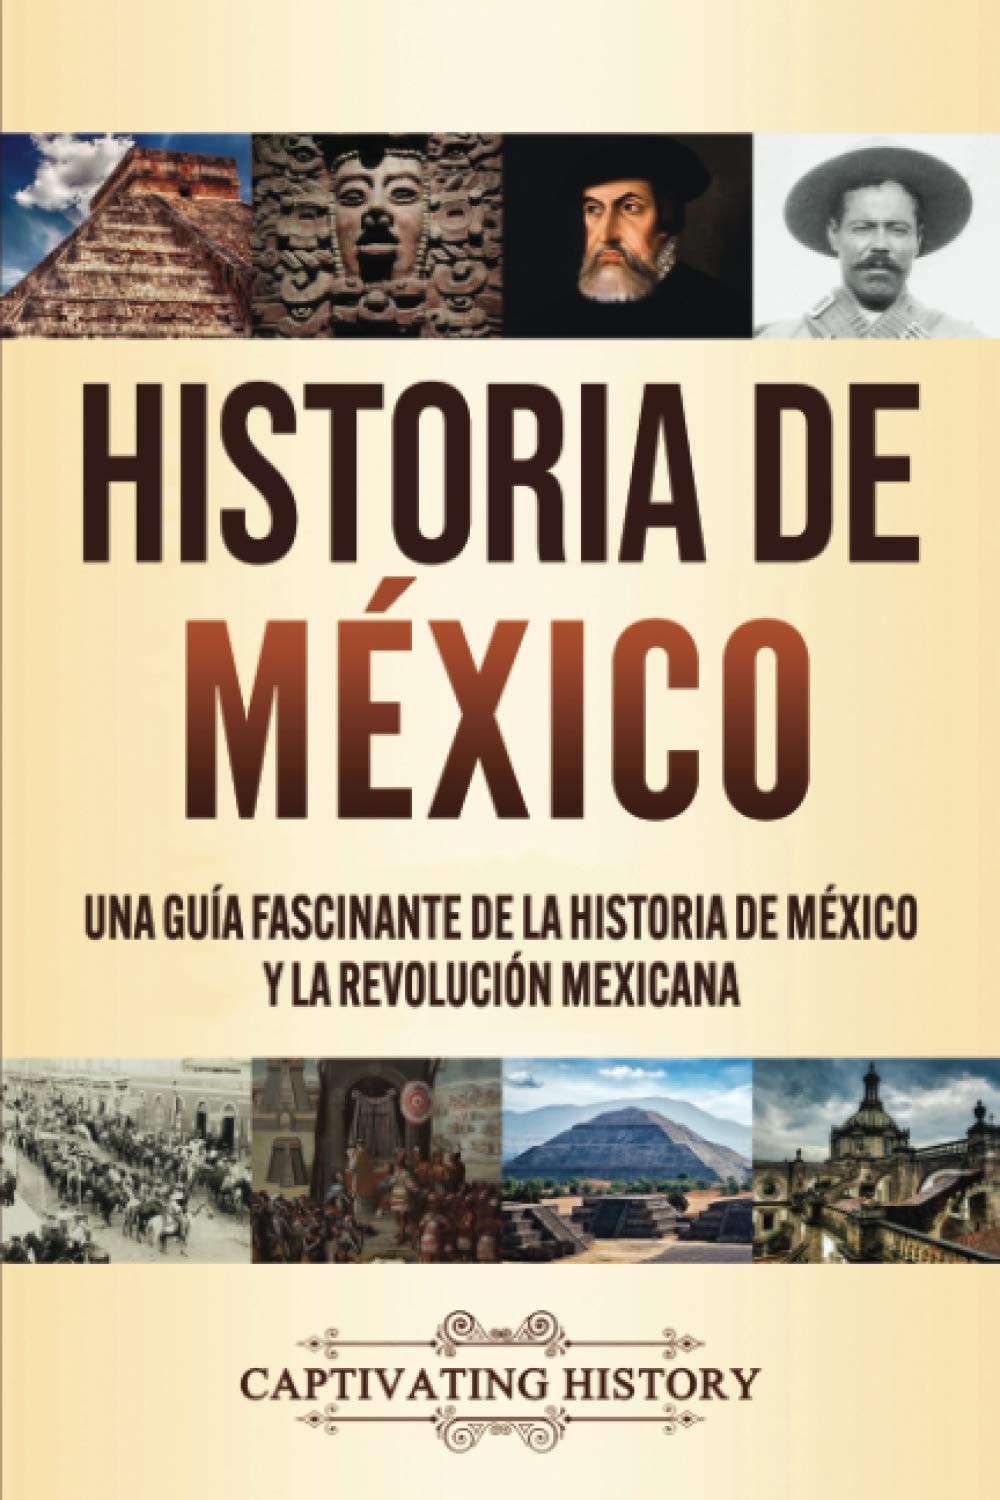 HISTORIA DE
MÉXICO
UNA GUÍA FASCINANTE DE LA HISTORIA DE MÉXICO
Y LA REVOLUCIÓN MEXICANA
CAPTIVATING HISTORY